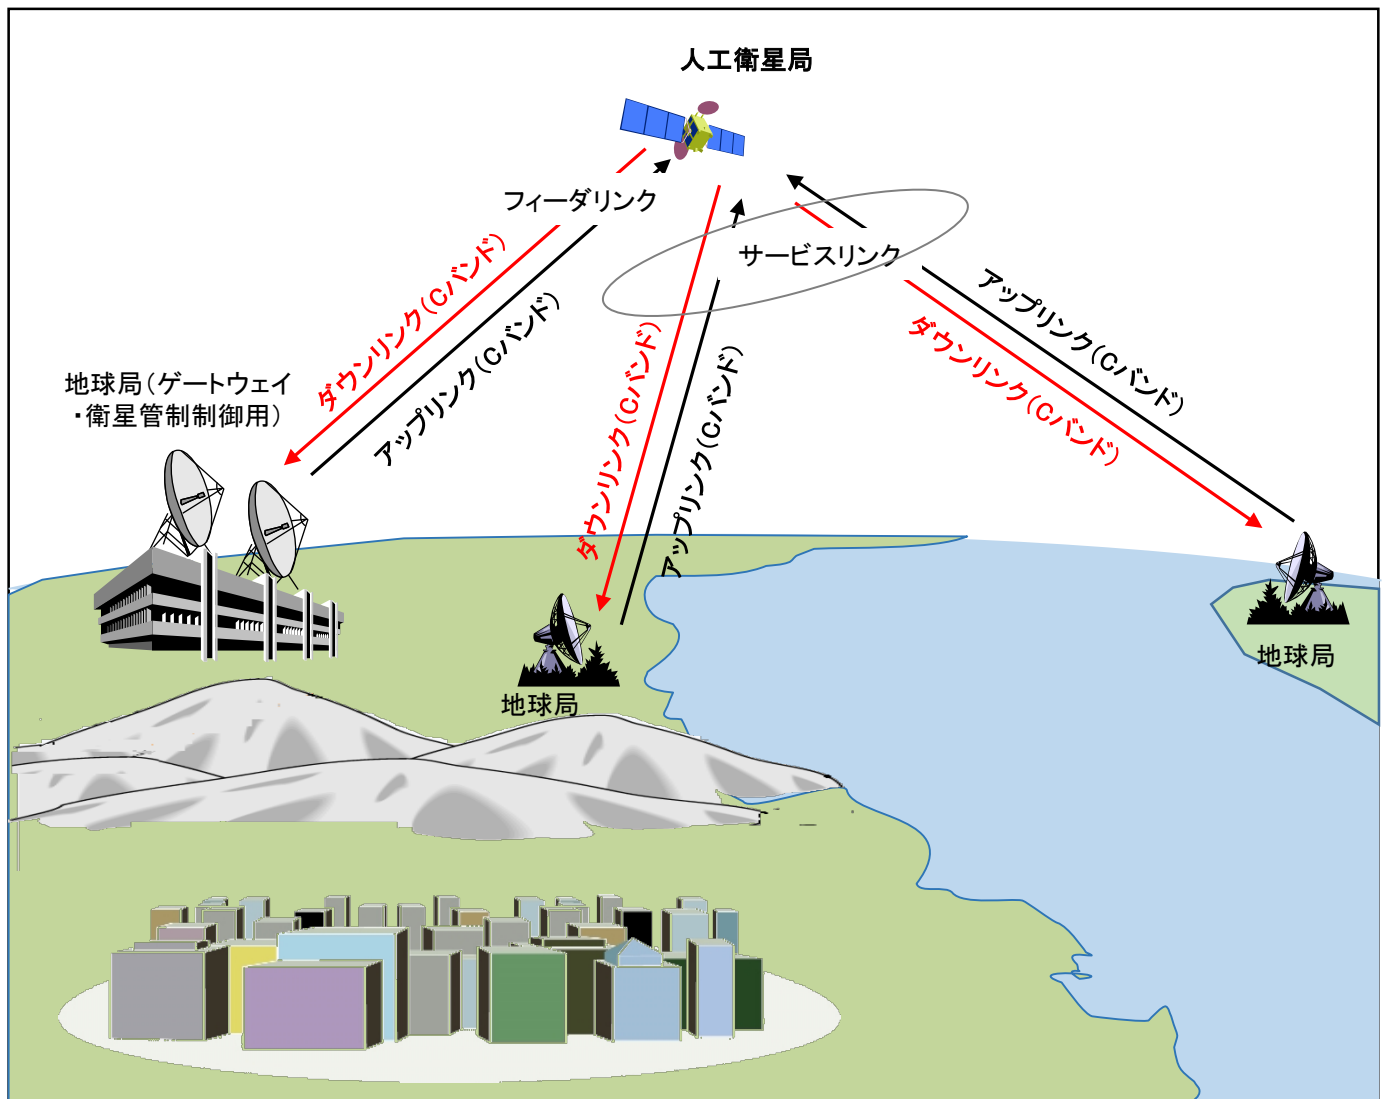 人工衛星局
フィーダリンク
サービスリンク
ダウンリンク(Cバンド)
アップリンク(Cバンド)
ダウンリンク(Cバンド)
アップリンク(Cバンド)
アップリンク(Cバンド)
ダウンリンク(Cバンド)
地球局(ゲートウェイ
・衛星管制制御用)
地球局
地球局